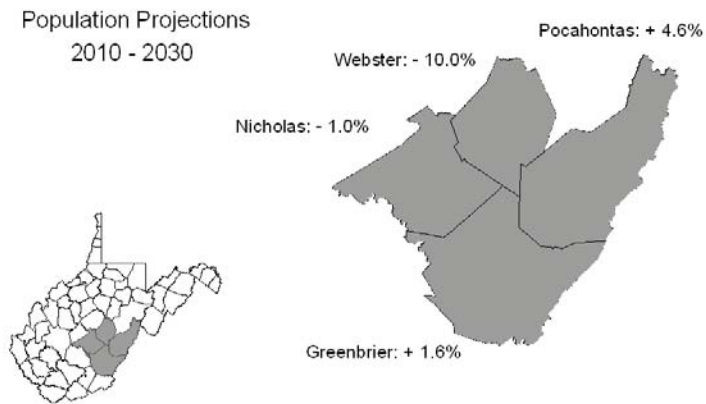 Population Projections
2010 - 2030
Pocahontas: + 4.6%
Webster: - 10.0%
Nicholas: - 1.0%
Greenbrier: + 1.6%